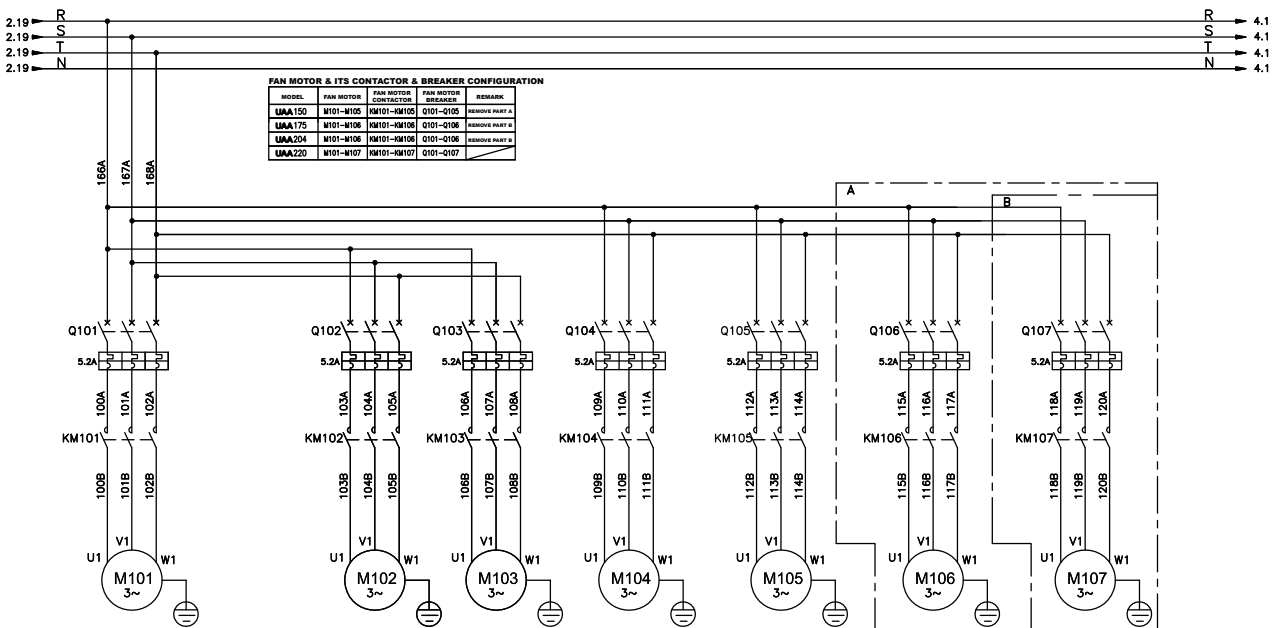 R R
2.19 4.1
S S
2.19 4.1
T T
2.19 4.1
N N
2.19 4.1
FAN MOTOR & ITS CONTACTOR & BREAKER CONFIGURATION
MODEL FAN MOTOR FAN MOTOR CONTACTOR FAN MOTOR BREAKER REMARK
UAA150 M101-M105 KM101-KM105 Q101-Q105 REMOVE PART A
UAA175 M101-M106 KM101-KM106 Q101-Q106 REMOVE PART B
UAA204 M101-M106 KM101-KM106 Q101-Q106 REMOVE PART B
UAA220 M101-M107 KM101-KM107 Q101-Q107
166A 167A 168A
A
B
Q101 Q102 Q103 Q104 Q105 Q106 Q107
5.2A 5.2A 5.2A 5.2A 5.2A 5.2A 5.2A
100A 101A 102A 103A 104A 105A 106A 107A 108A 109A 110A 111A 112A 113A 114A 115A 116A 117A 118A 119A 120A
KM101 KM102 KM103 KM104 KM105 KM106 KM107
100B 101B 102B 103B 104B 105B 106B 107B 108B 109B 110B 111B 112B 113B 114B 115B 116B 117B 118B 119B 120B
V1 V1 V1 V1 V1 V1 V1
U1 W1 U1 W1 U1 W1 U1 W1 U1 W1 U1 W1 U1 W1
M101 M102 M103 M104 M105 M106 M107
3~ 3~ 3~ 3~ 3~ 3~ 3~